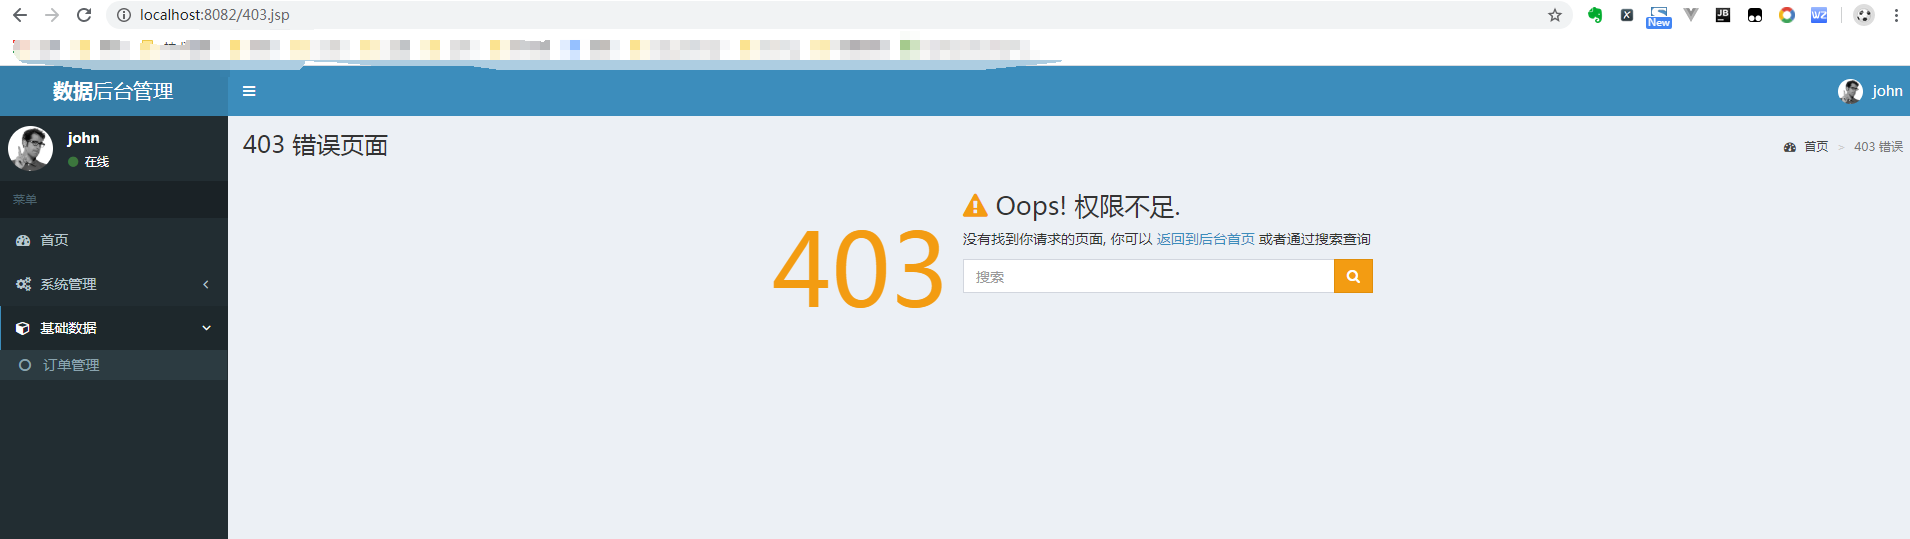 localhost:8082/403.jsp
New
JB
WZ
数据后台管理
john
john
在线
403 错误页面
首页 > 403 错误
菜单
首页
系统管理
基础数据
订单管理
403
Oops! 权限不足.
没有找到你请求的页面, 你可以 返回到后台首页 或者通过搜索查询
搜索